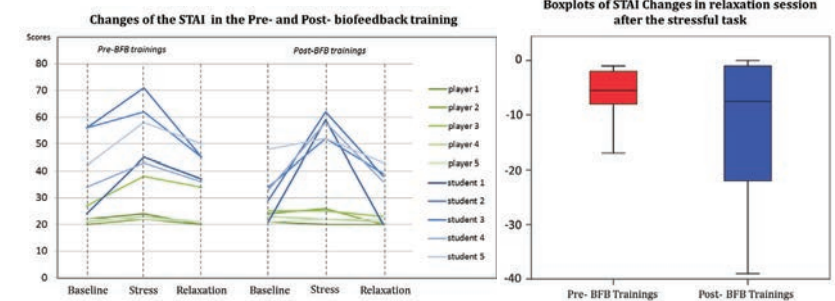 Changes of the STAI in the Pre- and Post- biofeedback training
Scores
Pre-BFB trainings
Post-BFB trainings
80
70
60
50
40
30
20
10
0
Baseline Stress Relaxation Baseline Stress Relaxation
player 1
player 2
player 3
player 4
player 5
student 1
student 2
student 3
student 4
student 5
Boxplots of STAI Changes in relaxation session
after the stressful task
0
-10
-20
-30
-40
Pre- BFB Trainings Post- BFB Trainings